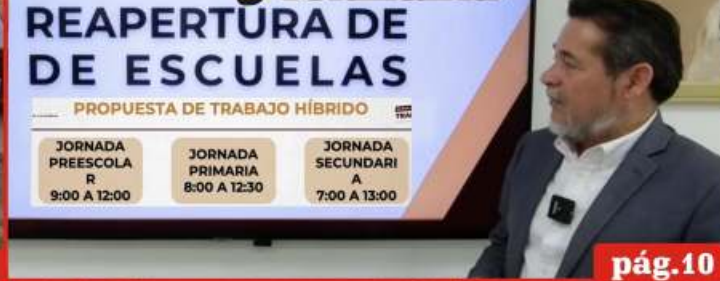 REAPERTURA DE
DE ESCUELAS
PROPUESTA DE TRABAJO HÍBRIDO
JORNADA
PREESCOLA
R
9:00 A 12:00
JORNADA
PRIMARIA
8:00 A 12:30
JORNADA
SECUNDARI
A
7:00 A 13:00
pág.10